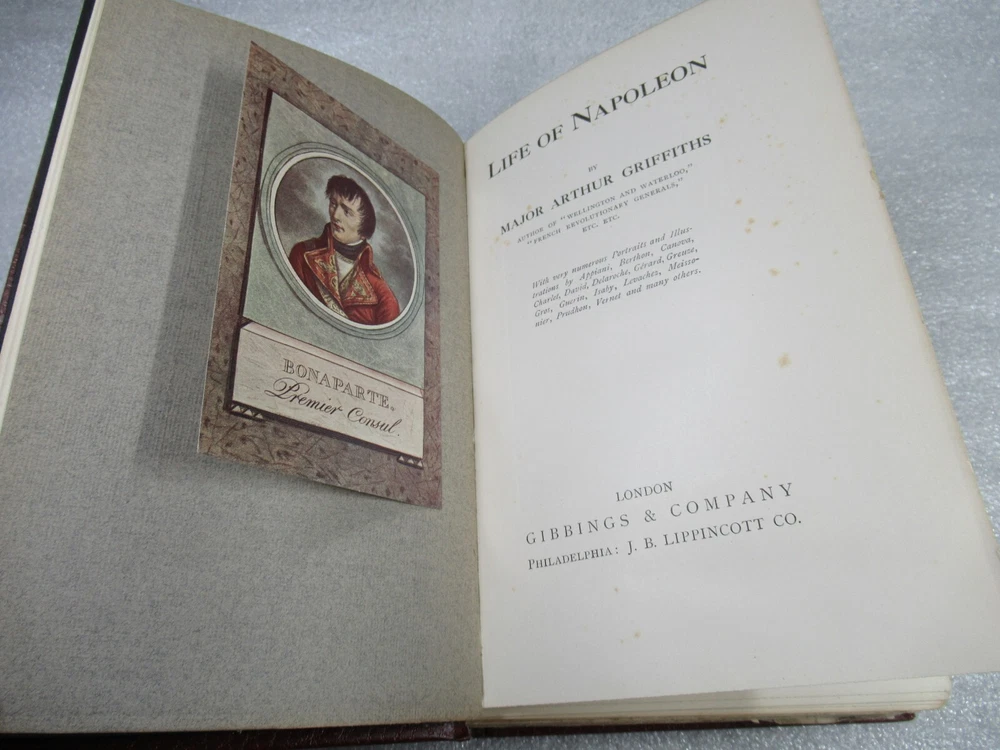 BONAPARTE,
Premier Consul.
LIFE OF NAPOLEON
BY
MAJOR ARTHUR GRIFFITHS
AUTHOR OF "WELLINGTON AND WATERLOO,"
"FRENCH REVOLUTIONARY GENERALS,"
ETC. ETC.
With very numerous Portraits and Illus-
trations by Appiani, Berthon, Canova,
Charlet, David, Delaroche, Gérard, Greuze,
Gros, Guerin, Isaby, Levachez, Meisso-
nier, Prudhon, Vernet and many others.
LONDON
GIBBINGS & COMPANY
PHILADELPHIA: J. B. LIPPINCOTT CO.